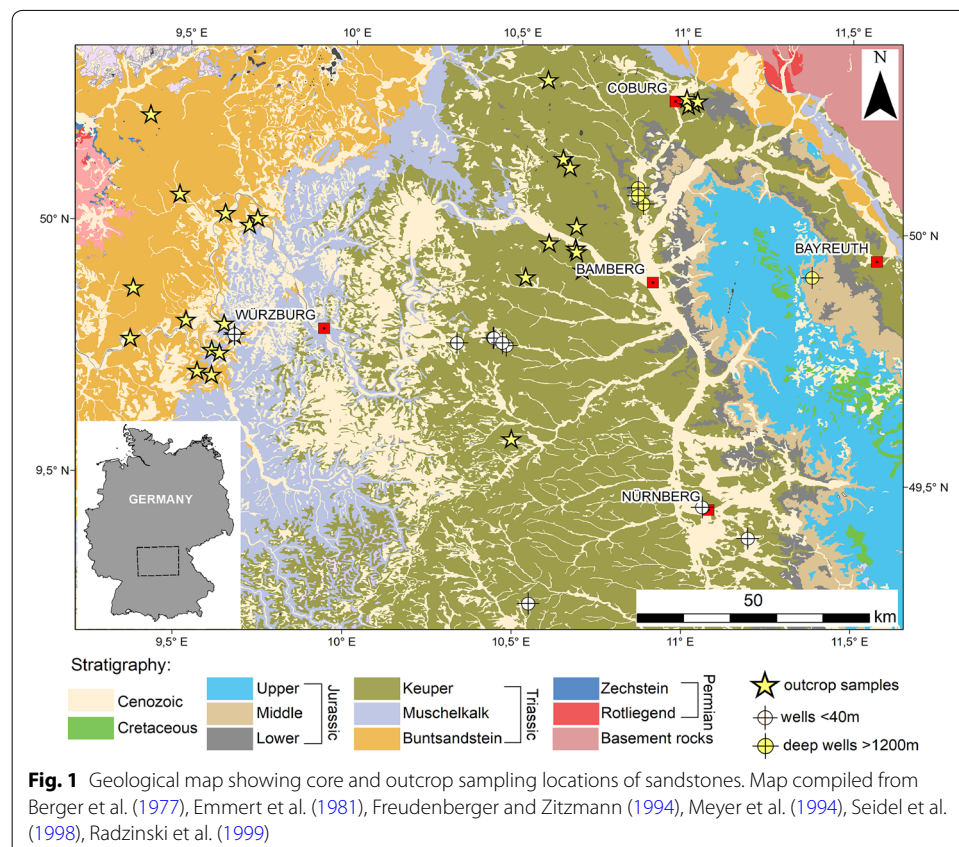 9,5° E 10° E 10,5° E 11° E 11,5° E
N
COBURG
50° N 50° N
BAYREUTH
BAMBERG
WÜRZBURG
9,5° N 49,5° N
GERMANY
NÜRNBERG
50
km
9,5° E 10° E 10,5° E 11° E 11,5° E
Stratigraphy:
Cenozoic
Cretaceous
Upper
Middle
Lower
Jurassic
Keuper
Muschelkalk
Buntsandstein
Triassic
Zechstein
Rotliegend
Permian
Basement rocks
outcrop samples
wells <40m
deep wells >1200m
Fig. 1 Geological map showing core and outcrop sampling locations of sandstones. Map compiled from
Berger et al. (1977), Emmert et al. (1981), Freudenberger and Zitzmann (1994), Meyer et al. (1994), Seidel et al.
(1998), Radzinski et al. (1999)